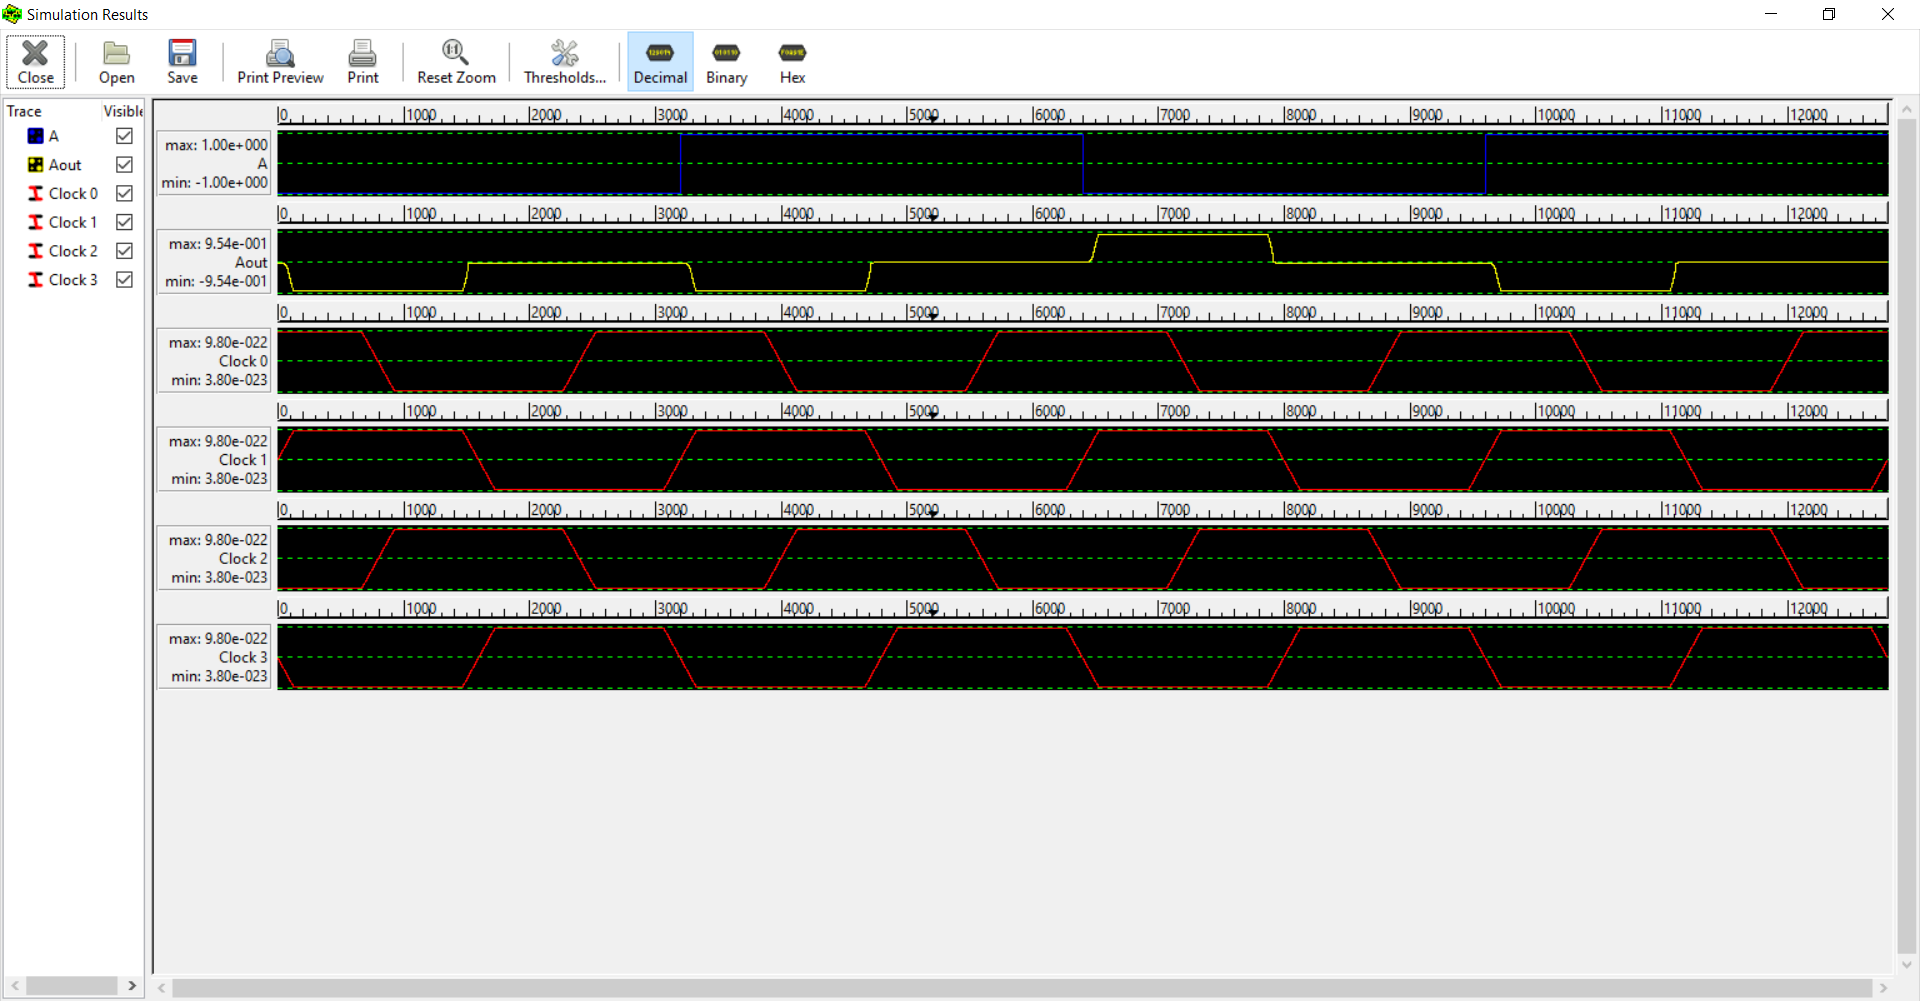 Simulation Results
Close Open Save Print Preview Print Reset Zoom Thresholds... Decimal Binary Hex
Trace Visible
A
Aout
Clock 0
Clock 1
Clock 2
Clock 3
0 1000 2000 3000 4000 5000 6000 7000 8000 9000 10000 11000 12000
max: 1.00e+000
A
min: -1.00e+000
0 1000 2000 3000 4000 5000 6000 7000 8000 9000 10000 11000 12000
max: 9.54e-001
Aout
min: -9.54e-001
0 1000 2000 3000 4000 5000 6000 7000 8000 9000 10000 11000 12000
max: 9.80e-022
Clock 0
min: 3.80e-023
0 1000 2000 3000 4000 5000 6000 7000 8000 9000 10000 11000 12000
max: 9.80e-022
Clock 1
min: 3.80e-023
0 1000 2000 3000 4000 5000 6000 7000 8000 9000 10000 11000 12000
max: 9.80e-022
Clock 2
min: 3.80e-023
0 1000 2000 3000 4000 5000 6000 7000 8000 9000 10000 11000 12000
max: 9.80e-022
Clock 3
min: 3.80e-023